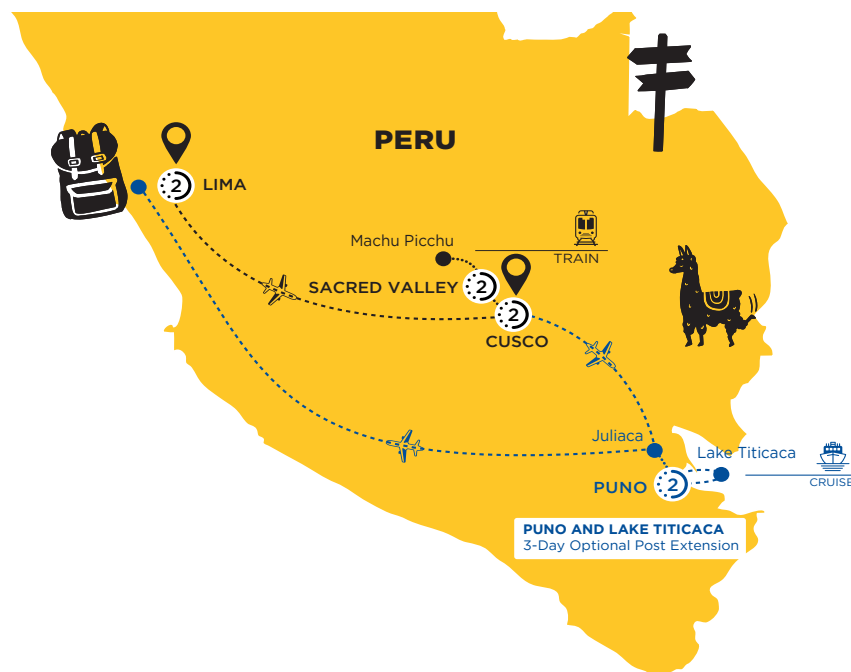 PERU
2
LIMA
Machu Picchu
TRAIN
SACRED VALLEY
2
2
CUSCO
Juliaca
Lake Titicaca
CRUISE
PUNO
2
PUNO AND LAKE TITICACA
3-Day Optional Post Extension